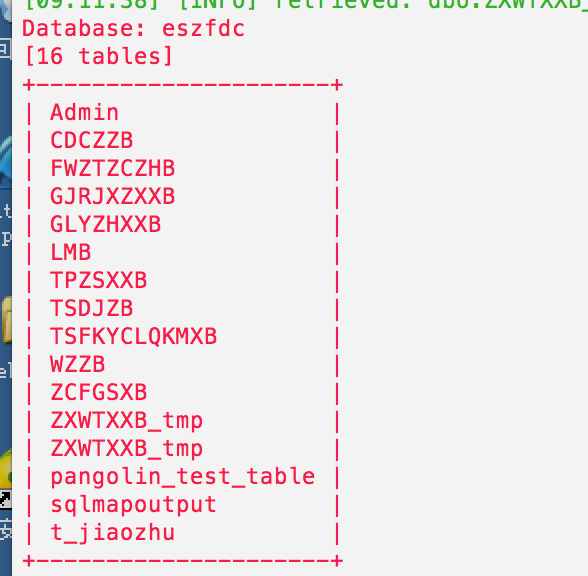 [09:11:38] [INFO] retrieved: dbo.ZXWTXXB_
Database: eszfdc
[16 tables]
+---------------------+
| Admin |
| CDCZZB |
| FWZTZCZHB |
| GJRJXZXXB |
| GLYZHXXB |
| LMB |
| TPZSXXB |
| TSDJZB |
| TSFKYCLQKMXB |
| WZZB |
| ZCFGSXB |
| ZXWTXXB_tmp |
| ZXWTXXB_tmp |
| pangolin_test_table |
| sqlmapoutput |
| t_jiaozhu |
+---------------------+